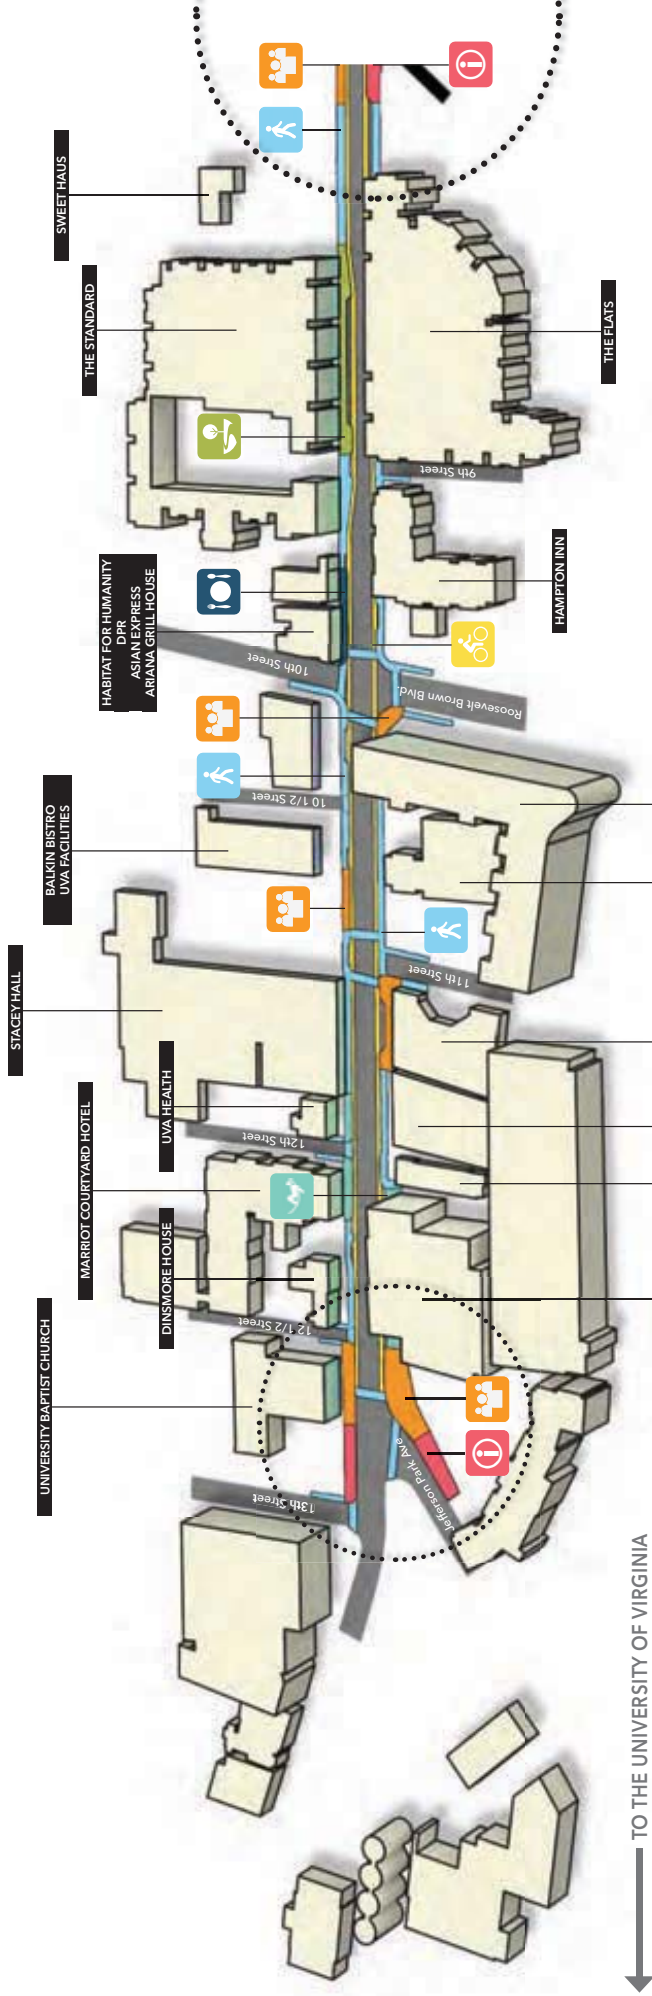 SWEET HAUS
THE STANDARD
THE FLATS
9th Street
HABITAT FOR HUMANITY
DPR
ASIAN EXPRESS
ARIANA GRILL HOUSE
HAMPTON INN
10th Street
Roosevelt Brown Blvd.
10 1/2 Street
BALKIN BISTRO
UVA FACILITIES
11th Street
STACEY HALL
UVA HEALTH
12th Street
MARRIOT COURTYARD HOTEL
DINSMORE HOUSE
12 1/2 Street
UNIVERSITY BAPTIST CHURCH
13th Street
Jefferson Park Ave
TO THE UNIVERSITY OF VIRGINIA